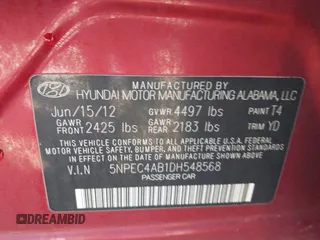 MANUFACTURED BY
HYUNDAI MOTOR MANUFACTURING ALABAMA, LLC
Jun/15/12 GVWR 4497 lbs PAINT T4
GAWR FRONT 2425 lbs GAWR REAR 2183 lbs TRIM YD
THIS VEHICLE CONFORMS TO ALL APPLICABLE
FEDERAL MOTOR VEHICLE SAFETY, BUMPER, AND
THEFT PREVENTION STANDARDS IN EFFECT ON
THE DATE OF MANUFACTURE SHOWN ABOVE.
V.I.N 5NPEC4AB1DH548568
PASSENGER CAR
DREAMBID